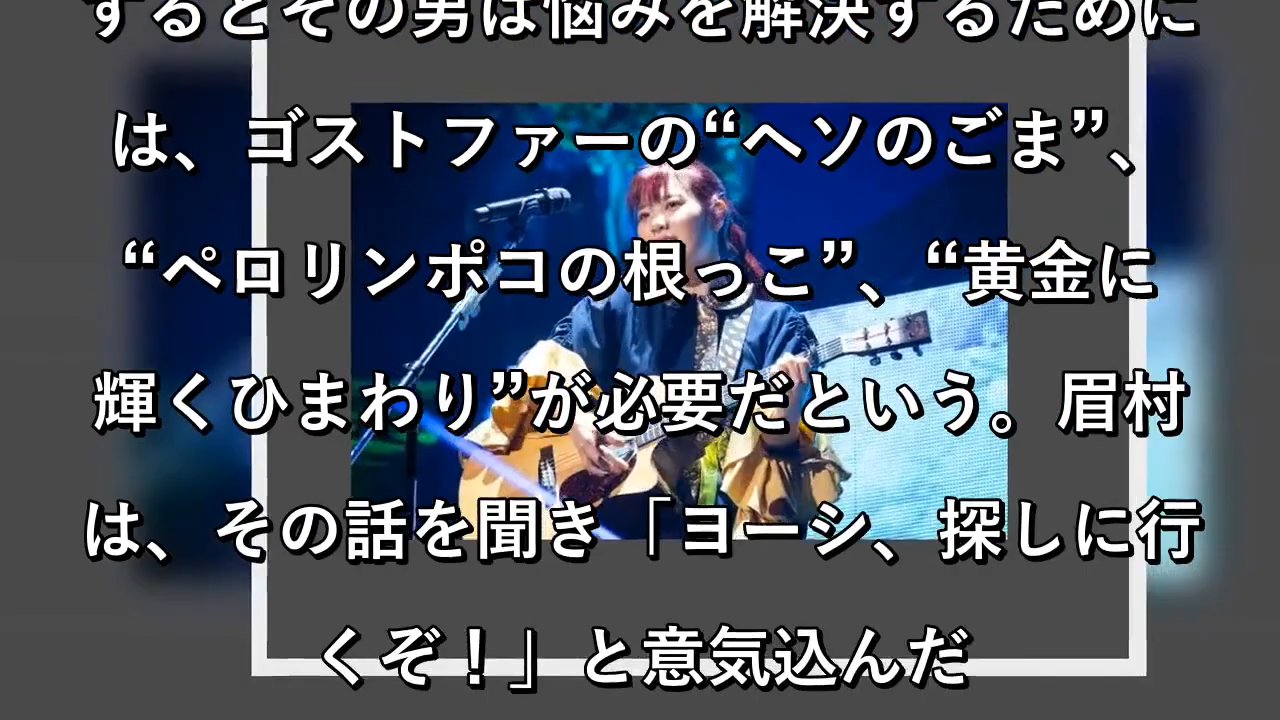 するとその男は悩みを解決するために
は、ゴストファーの“ヘソのごま”、
“ペロリンポコの根っこ”、“黄金に
輝くひまわり”が必要だという。眉村
は、その話を聞き「ヨーシ、探しに行
くぞ！」と意気込んだ